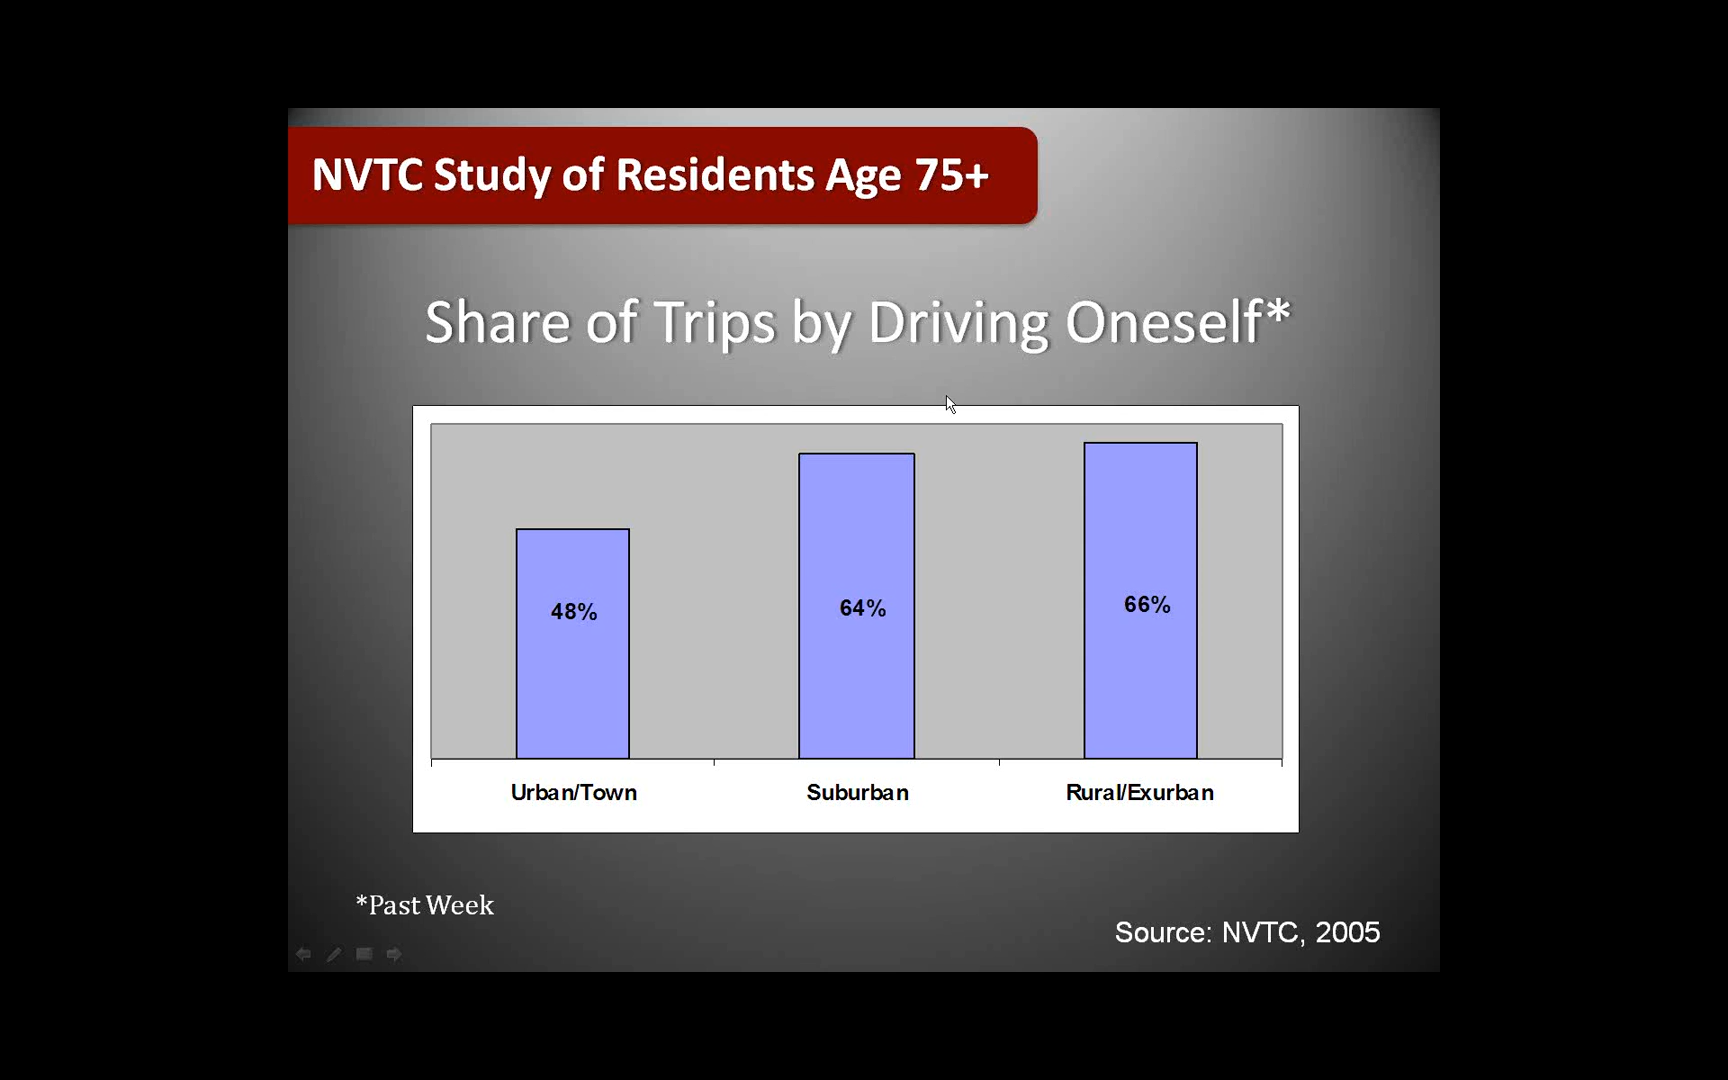 NVTC Study of Residents Age 75+
Share of Trips by Driving Oneself*
48%
64%
66%
Urban/Town
Suburban
Rural/Exurban
*Past Week
Source: NVTC, 2005